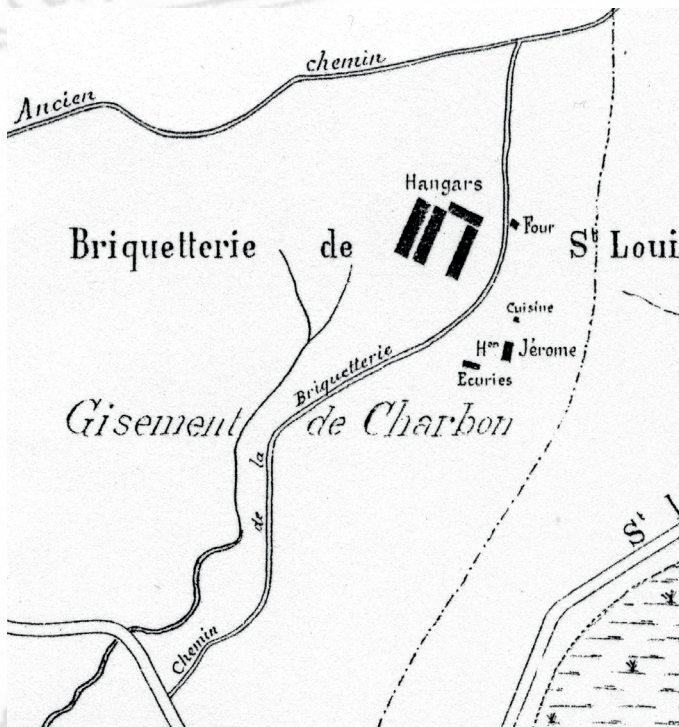 Ancien chemin
Hangars
Four
Briquetterie de St Loui
Cuisine
Hon Jérome
Ecuries
Gisement de Charbon
Chemin de la Briquetterie
St